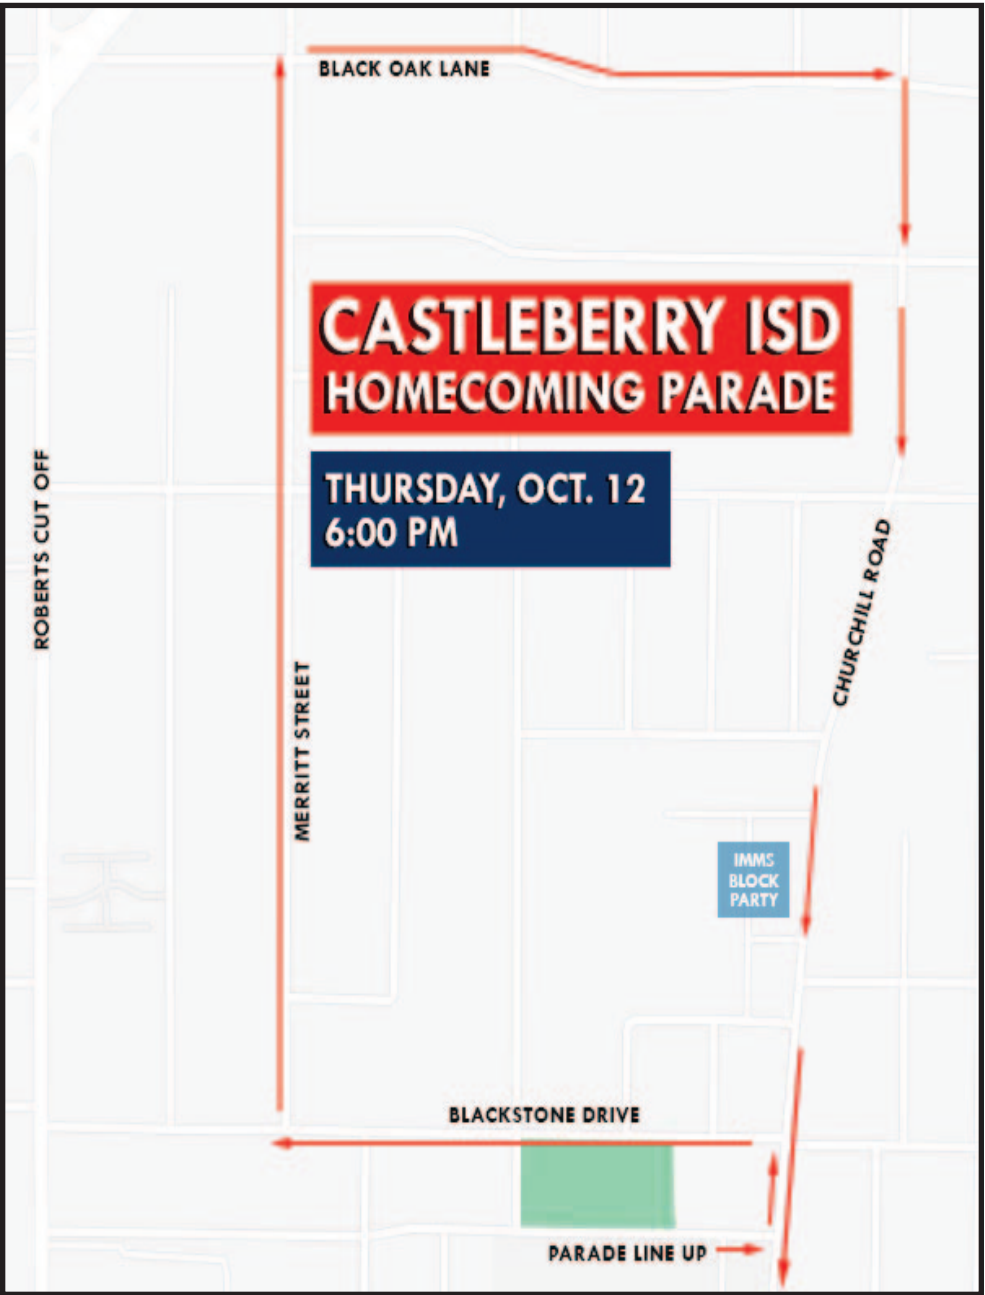 BLACK OAK LANE
CASTLEBERRY ISD
HOMECOMING PARADE
THURSDAY, OCT. 12
6:00 PM
ROBERTS CUT OFF
CHURCHILL ROAD
MERRITT STREET
IMMS
BLOCK
PARTY
BLACKSTONE DRIVE
PARADE LINE UP